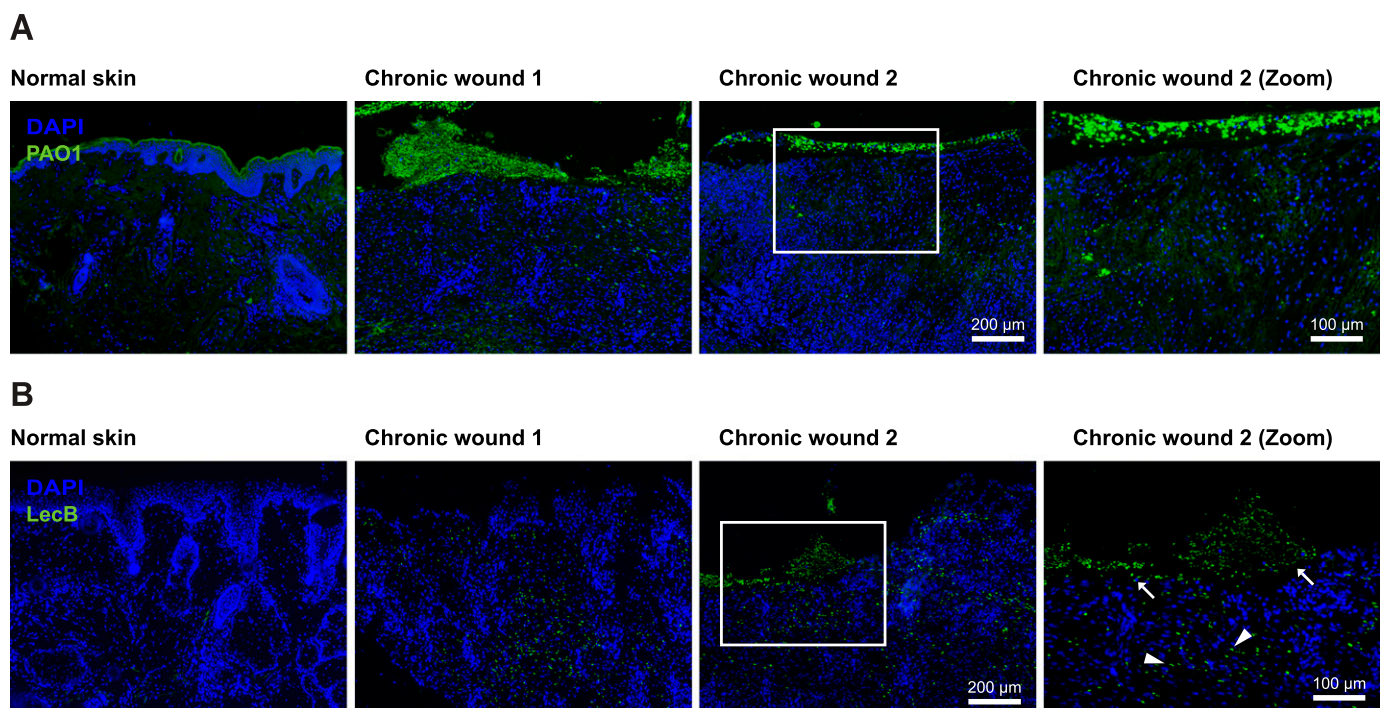 A
Normal skin
Chronic wound 1
Chronic wound 2
Chronic wound 2 (Zoom)
DAPI
PAO1
200 µm
100 µm
B
Normal skin
Chronic wound 1
Chronic wound 2
Chronic wound 2 (Zoom)
DAPI
LecB
200 µm
100 µm